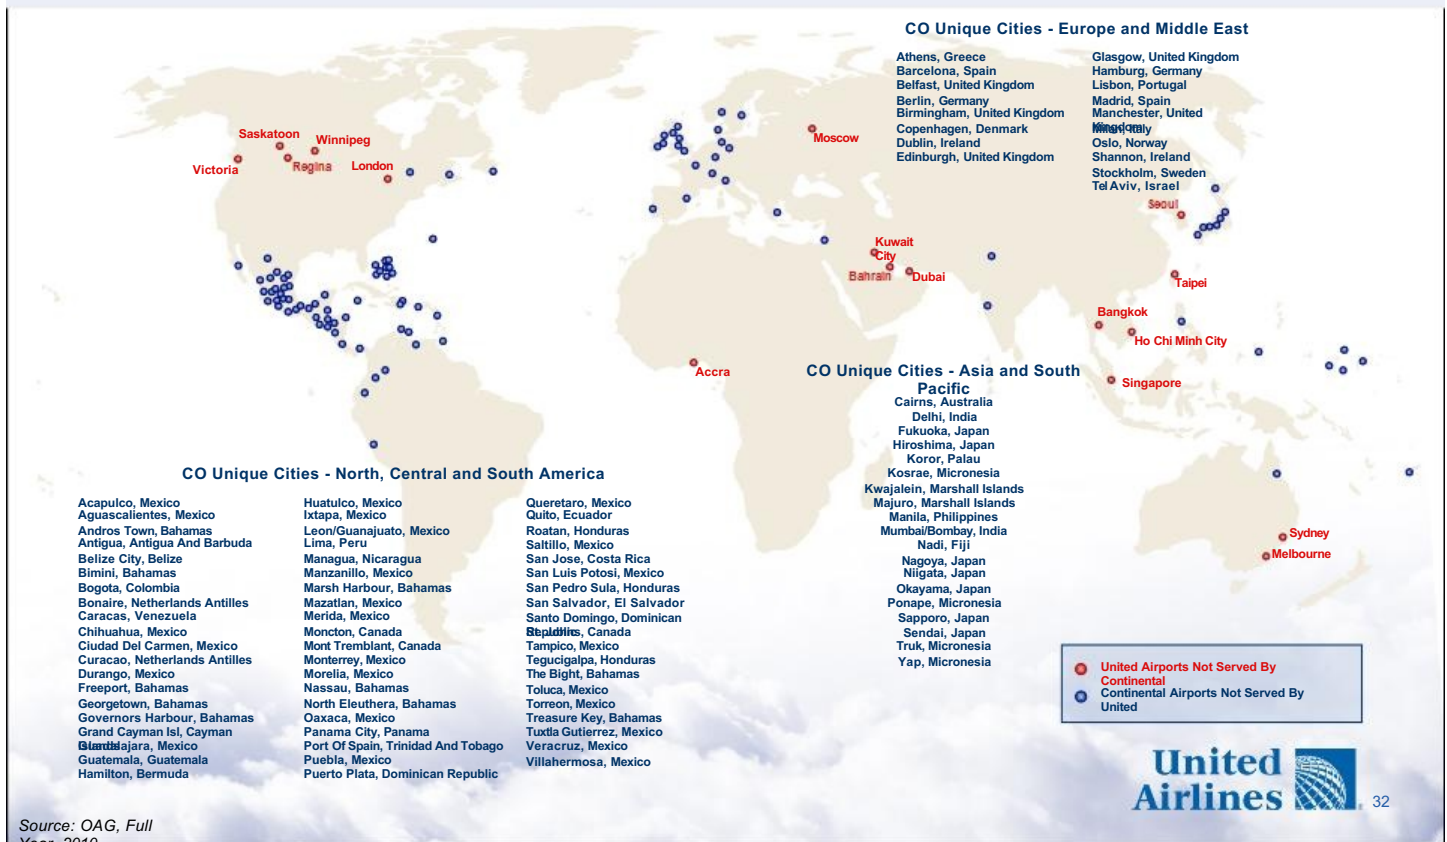 CO Unique Cities - Europe and Middle East
Athens, Greece
Barcelona, Spain
Belfast, United Kingdom
Berlin, Germany
Birmingham, United Kingdom
Copenhagen, Denmark
Dublin, Ireland
Edinburgh, United Kingdom
Glasgow, United Kingdom
Hamburg, Germany
Lisbon, Portugal
Madrid, Spain
Manchester, United
Kingdom
Milan, Italy
Oslo, Norway
Shannon, Ireland
Stockholm, Sweden
Tel Aviv, Israel
Saskatoon
Winnipeg
Victoria
Regina
London
Moscow
Seoul
Kuwait
City
Bahrain
Dubai
Taipei
Bangkok
Ho Chi Minh City
Accra
Singapore
Sydney
Melbourne
CO Unique Cities - Asia and South
Pacific
Cairns, Australia
Delhi, India
Fukuoka, Japan
Hiroshima, Japan
Koror, Palau
Kosrae, Micronesia
Kwajalein, Marshall Islands
Majuro, Marshall Islands
Manila, Philippines
Mumbai/Bombay, India
Nadi, Fiji
Nagoya, Japan
Niigata, Japan
Okayama, Japan
Ponape, Micronesia
Sapporo, Japan
Sendai, Japan
Truk, Micronesia
Yap, Micronesia
CO Unique Cities - North, Central and South America
Acapulco, Mexico
Aguascalientes, Mexico
Andros Town, Bahamas
Antigua, Antigua And Barbuda
Belize City, Belize
Bimini, Bahamas
Bogota, Colombia
Bonaire, Netherlands Antilles
Caracas, Venezuela
Chihuahua, Mexico
Ciudad Del Carmen, Mexico
Curacao, Netherlands Antilles
Durango, Mexico
Freeport, Bahamas
Georgetown, Bahamas
Governors Harbour, Bahamas
Grand Cayman Isl, Cayman
Islands
Guadalajara, Mexico
Guatemala, Guatemala
Hamilton, Bermuda
Huatulco, Mexico
Ixtapa, Mexico
Leon/Guanajuato, Mexico
Lima, Peru
Managua, Nicaragua
Manzanillo, Mexico
Marsh Harbour, Bahamas
Mazatlan, Mexico
Merida, Mexico
Moncton, Canada
Mont Tremblant, Canada
Monterrey, Mexico
Morelia, Mexico
Nassau, Bahamas
North Eleuthera, Bahamas
Oaxaca, Mexico
Panama City, Panama
Port Of Spain, Trinidad And Tobago
Puebla, Mexico
Puerto Plata, Dominican Republic
Queretaro, Mexico
Quito, Ecuador
Roatan, Honduras
Saltillo, Mexico
San Jose, Costa Rica
San Luis Potosi, Mexico
San Pedro Sula, Honduras
San Salvador, El Salvador
Santo Domingo, Dominican
Republic
St. Johns, Canada
Tampico, Mexico
Tegucigalpa, Honduras
The Bight, Bahamas
Toluca, Mexico
Torreon, Mexico
Treasure Key, Bahamas
Tuxtla Gutierrez, Mexico
Veracruz, Mexico
Villahermosa, Mexico
United Airports Not Served By
Continental
Continental Airports Not Served By
United
United
Airlines
32
Source: OAG, Full
Year, 2010